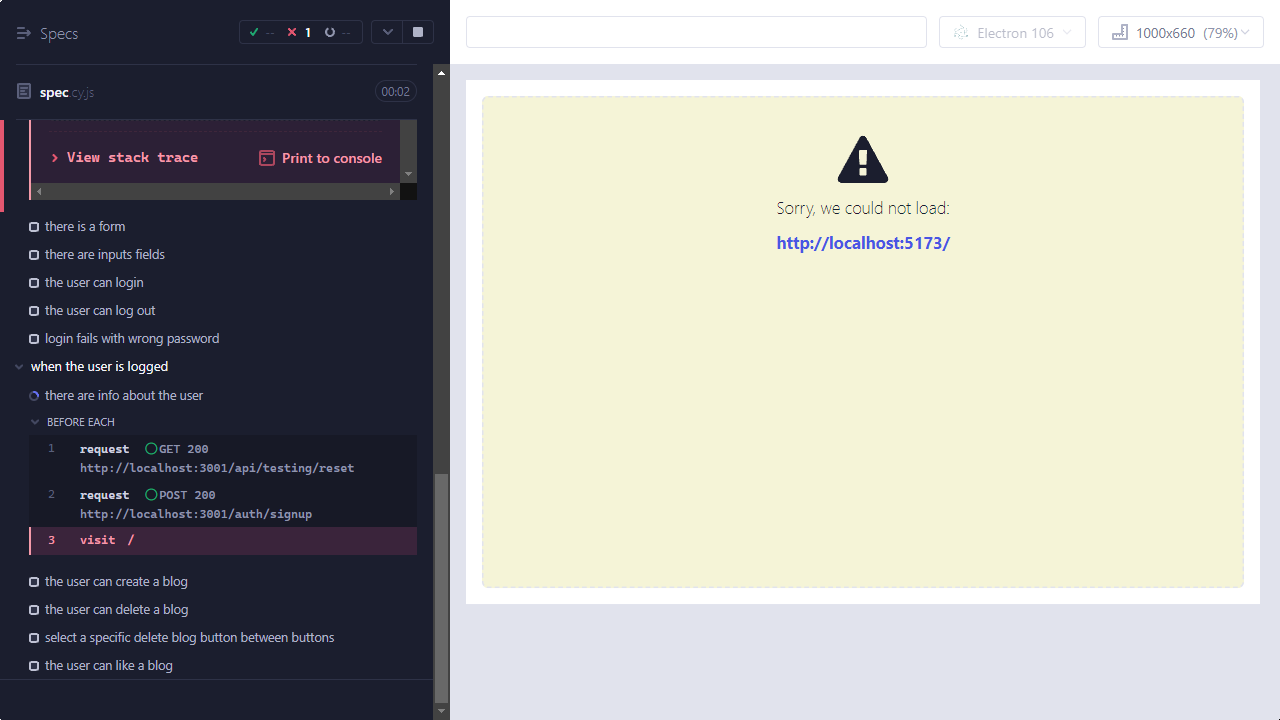 Specs
-- 1 --
spec.cy.js
00:02
View stack trace
Print to console
there is a form
there are inputs fields
the user can login
the user can log out
login fails with wrong password
when the user is logged
there are info about the user
BEFORE EACH
1 request GET 200
http://localhost:3001/api/testing/reset
2 request POST 200
http://localhost:3001/auth/signup
3 visit /
the user can create a blog
the user can delete a blog
select a specific delete blog button between buttons
the user can like a blog
Electron 106
1000x660 (79%)
Sorry, we could not load:
http://localhost:5173/